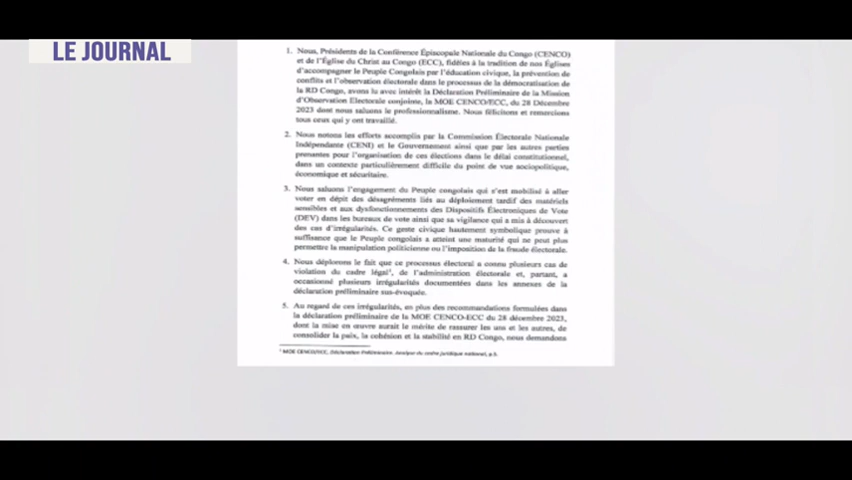 LE JOURNAL
1. Nous, Présidents de la Conférence Épiscopale Nationale du Congo (CENCO)
et de l'Église du Christ au Congo (ECC), fidèles à la tradition de nos Églises
d'accompagner le Peuple Congolais par l'éducation civique, la prévention de
conflits et l'observation électorale dans le processus de la démocratisation de
la RD Congo, avons lu avec intérêt la Déclaration Préliminaire de la Mission
d'Observation Electorale conjointe, la MOE CENCO/ECC, du 28 Décembre
2023 dont nous saluons le professionnalisme. Nous félicitons et remercions
tous ceux qui y ont travaillé.
2. Nous notons les efforts accomplis par la Commission Électorale Nationale
Indépendante (CENI) et le Gouvernement ainsi que par les autres parties
prenantes pour l'organisation de ces élections dans le délai constitutionnel,
dans un contexte particulièrement difficile du point de vue sociopolitique,
économique et sécuritaire.
3. Nous saluons l'engagement du Peuple congolais qui s'est mobilisé à aller
voter en dépit des désagréments liés au déploiement tardif des matériels
sensibles et aux dysfonctionnements des Dispositifs Électroniques de Vote
(DEV) dans les bureaux de vote ainsi que sa vigilance qui a mis à découvert
des cas d'irrégularités. Ce geste civique hautement symbolique prouve à
suffisance que le Peuple congolais a atteint une maturité qui ne peut plus
permettre la manipulation politicienne ou l'imposition de la fraude électorale.
4. Nous déplorons le fait que ce processus électoral a connu plusieurs cas de
violation du cadre légal¹, de l'administration électorale et, partant, a
occasionné plusieurs irrégularités documentées dans les annexes de la
déclaration préliminaire sus-évoquée.
5. Au regard de ces irrégularités, en plus des recommandations formulées dans
la déclaration préliminaire de la MOE CENCO-ECC du 28 décembre 2023,
dont la mise en œuvre aurait le mérite de rassurer les uns et les autres, de
consolider la paix, la cohésion et la stabilité en RD Congo, nous demandons
¹ MOE CENCO/ECC, Déclaration Préliminaire. Analyse du cadre juridique national, p.5.